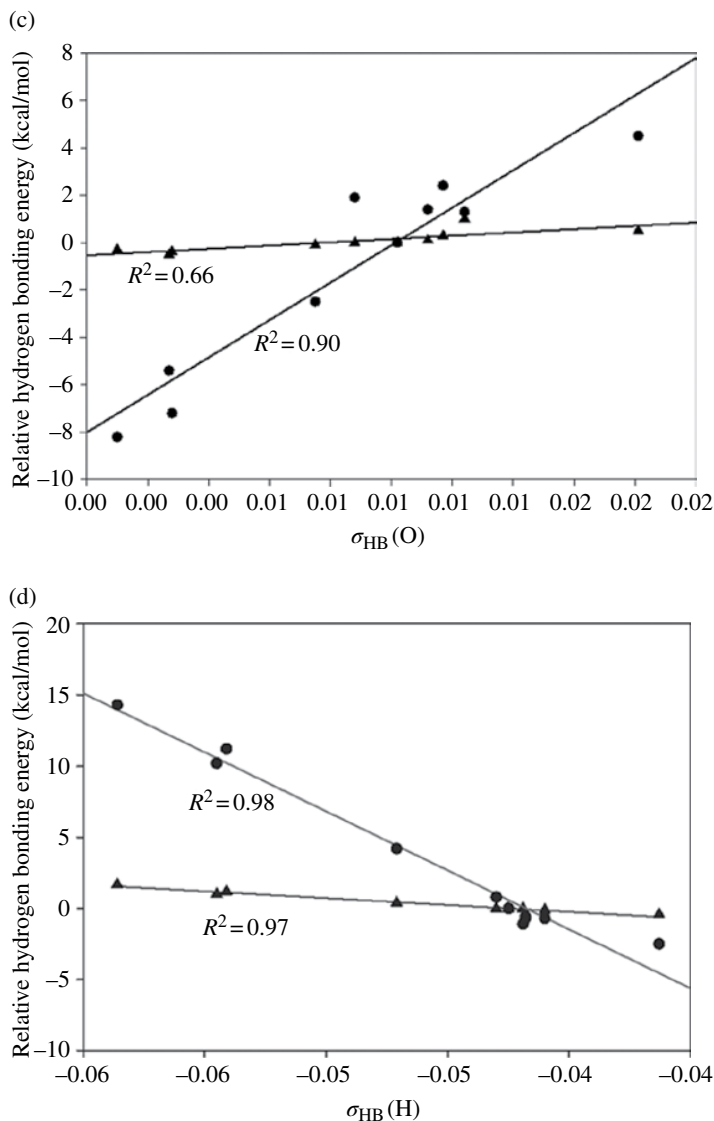 (c)
Relative hydrogen bonding energy (kcal/mol)
8
6
4
2
0
−2
−4
−6
−8
−10
R² = 0.66
R² = 0.90
0.00 0.00 0.00 0.01 0.01 0.01 0.01 0.01 0.01 0.02 0.02
σHB (O)
(d)
Relative hydrogen bonding energy (kcal/mol)
20
15
10
5
0
−5
−10
R² = 0.98
R² = 0.97
−0.06 −0.06 −0.05 −0.05 −0.04 −0.04
σHB (H)